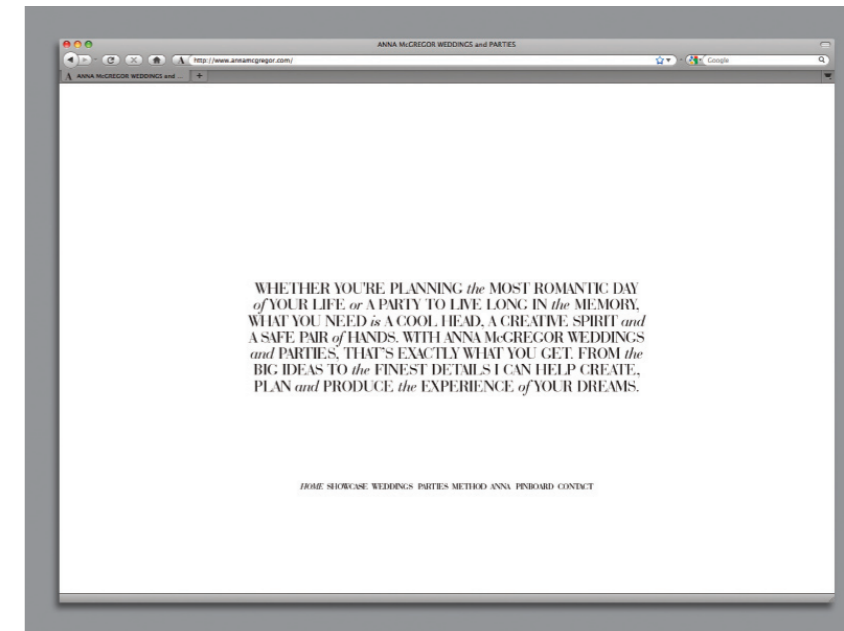 ANNA McGREGOR WEDDINGS and PARTIES
http://www.annamcgregor.com/
Google
ANNA McGREGOR WEDDINGS and ...
WHETHER YOU'RE PLANNING the MOST ROMANTIC DAY
of YOUR LIFE or A PARTY TO LIVE LONG IN the MEMORY,
WHAT YOU NEED is A COOL HEAD, A CREATIVE SPIRIT and
A SAFE PAIR of HANDS. WITH ANNA McGREGOR WEDDINGS
and PARTIES, THAT'S EXACTLY WHAT YOU GET. FROM the
BIG IDEAS TO the FINEST DETAILS I CAN HELP CREATE,
PLAN and PRODUCE the EXPERIENCE of YOUR DREAMS.
HOME SHOWCASE WEDDINGS PARTIES METHOD ANNA PINBOARD CONTACT